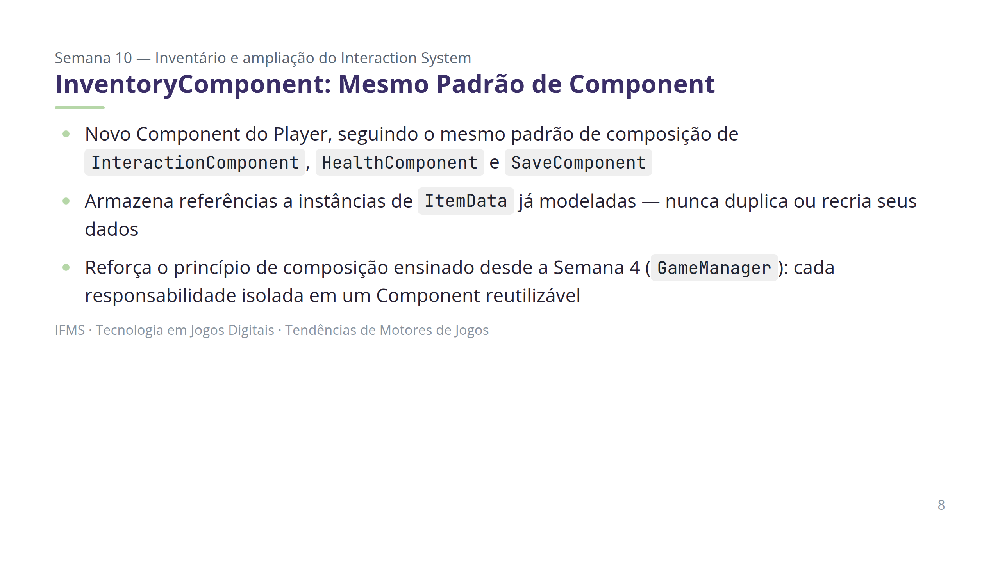 Semana 10 — Inventário e ampliação do Interaction System
InventoryComponent: Mesmo Padrão de Component
Novo Component do Player, seguindo o mesmo padrão de composição de
InteractionComponent, HealthComponent e SaveComponent
Armazena referências a instâncias de ItemData já modeladas — nunca duplica ou recria seus
dados
Reforça o princípio de composição ensinado desde a Semana 4 (GameManager): cada
responsabilidade isolada em um Component reutilizável
IFMS · Tecnologia em Jogos Digitais · Tendências de Motores de Jogos
8